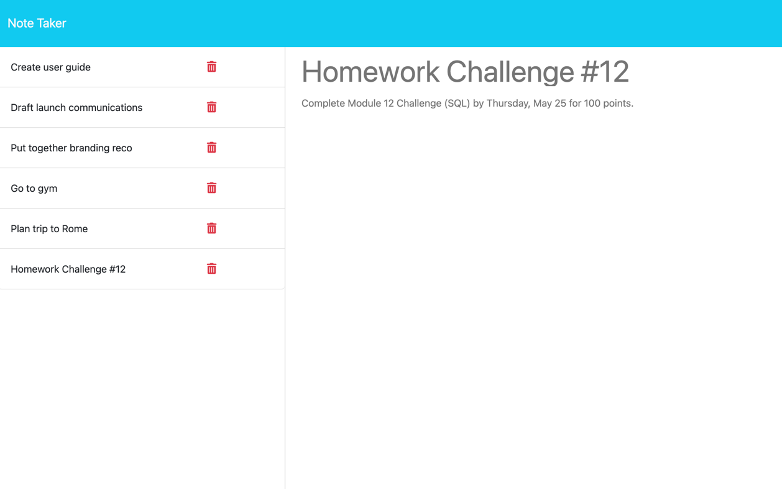 Note Taker
Create user guide
Draft launch communications
Put together branding reco
Go to gym
Plan trip to Rome
Homework Challenge #12
Homework Challenge #12
Complete Module 12 Challenge (SQL) by Thursday, May 25 for 100 points.